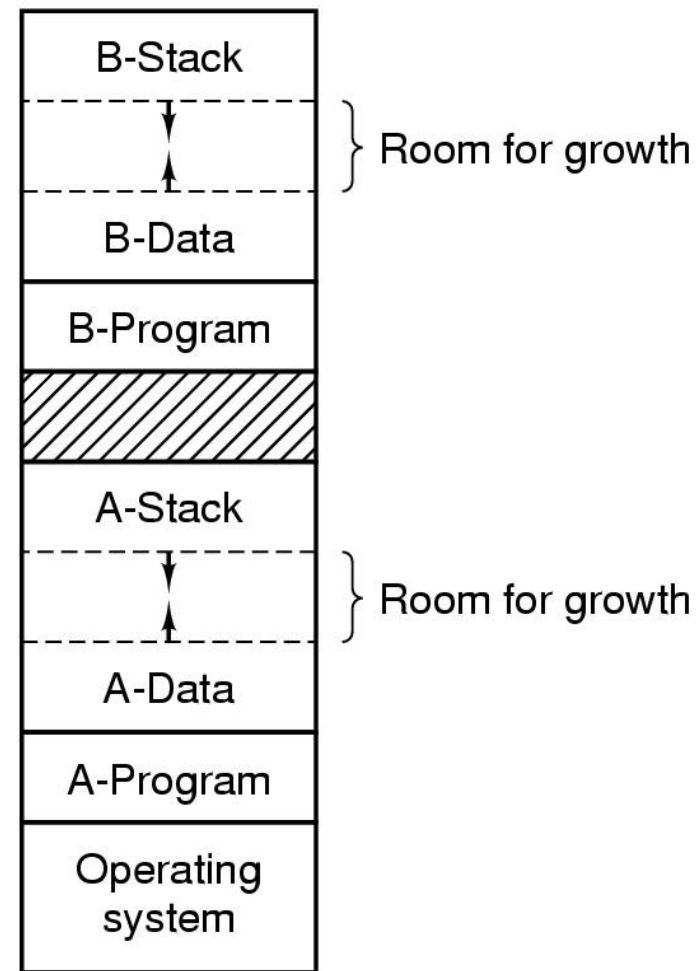 B-Stack
Room for growth
B-Data
B-Program
A-Stack
Room for growth
A-Data
A-Program
Operating
system